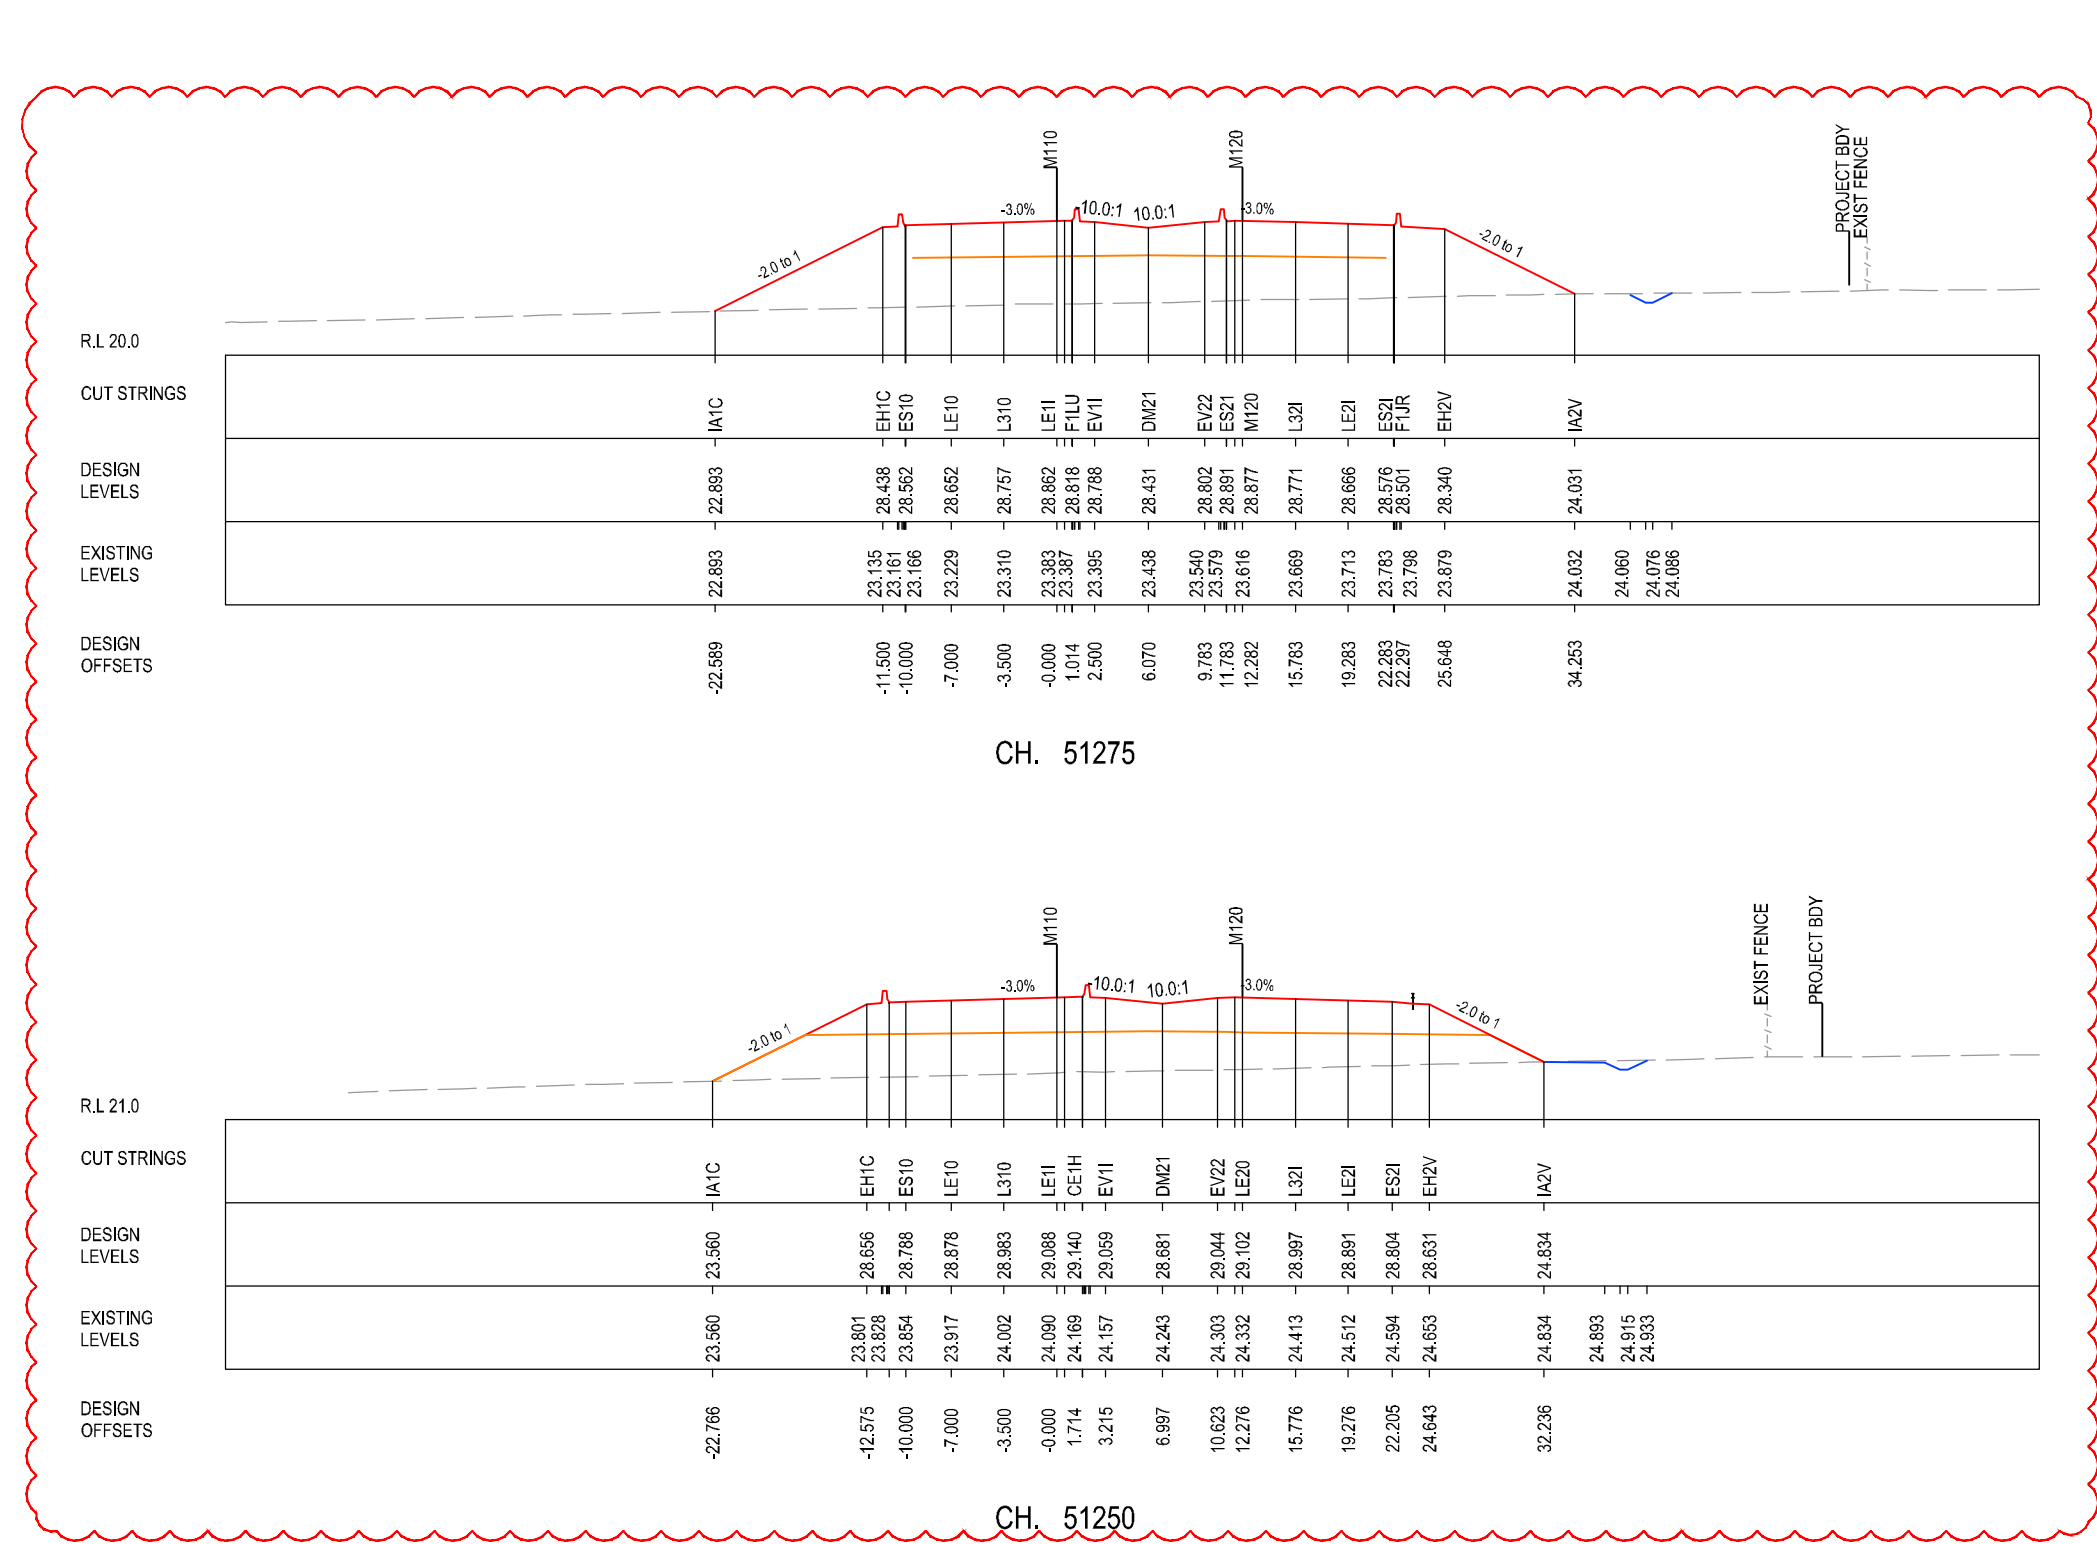 M110
M120
PROJECT BDY
EXIST FENCE
-3.0%
-10.0:1
10.0:1
-3.0%
-2.0 to 1
-2.0 to 1
R.L 20.0
CUT STRINGS
IA1C EH1C ES10 LE10 L310 LE1I F1LU EV1I DM21 EV22 ES21 M120 L32I LE2I ES2I F1JR EH2V IA2V
DESIGN
LEVELS
22.893 28.438 28.562 28.652 28.757 28.862 28.818 28.788 28.431 28.802 28.891 28.877 28.771 28.666 28.576 28.501 28.340 24.031
EXISTING
LEVELS
22.893 23.135 23.161 23.166 23.229 23.310 23.383 23.387 23.395 23.438 23.540 23.579 23.616 23.669 23.713 23.783 23.798 23.879 24.032 24.060 24.076 24.086
DESIGN
OFFSETS
-22.589 -11.500 -10.000 -7.000 -3.500 -0.000 1.014 2.500 6.070 9.783 11.783 12.282 15.783 19.283 22.283 22.297 25.648 34.253
CH. 51275
M110
M120
EXIST FENCE
PROJECT BDY
-3.0%
-10.0:1
10.0:1
-3.0%
-2.0 to 1
-2.0 to 1
R.L 21.0
CUT STRINGS
IA1C EH1C ES10 LE10 L310 LE1I CE1H EV1I DM21 EV22 LE20 L32I LE2I ES2I EH2V IA2V
DESIGN
LEVELS
23.560 28.656 28.788 28.878 28.983 29.088 29.140 29.059 28.681 29.044 29.102 28.997 28.891 28.804 28.631 24.834
EXISTING
LEVELS
23.560 23.801 23.828 23.854 23.917 24.002 24.090 24.169 24.157 24.243 24.303 24.332 24.413 24.512 24.594 24.653 24.834 24.893 24.915 24.933
DESIGN
OFFSETS
-22.766 -12.575 -10.000 -7.000 -3.500 -0.000 1.714 3.215 6.997 10.623 12.276 15.776 19.276 22.205 24.643 32.236
CH. 51250